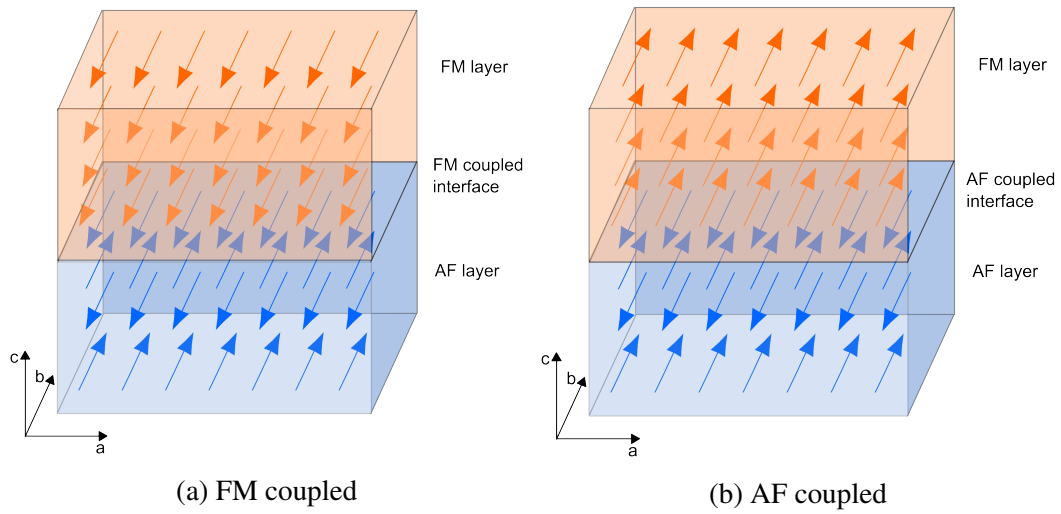 FM layer
FM coupled
interface
AF layer
c
b
a
(a) FM coupled
FM layer
AF coupled
interface
AF layer
c
b
a
(b) AF coupled